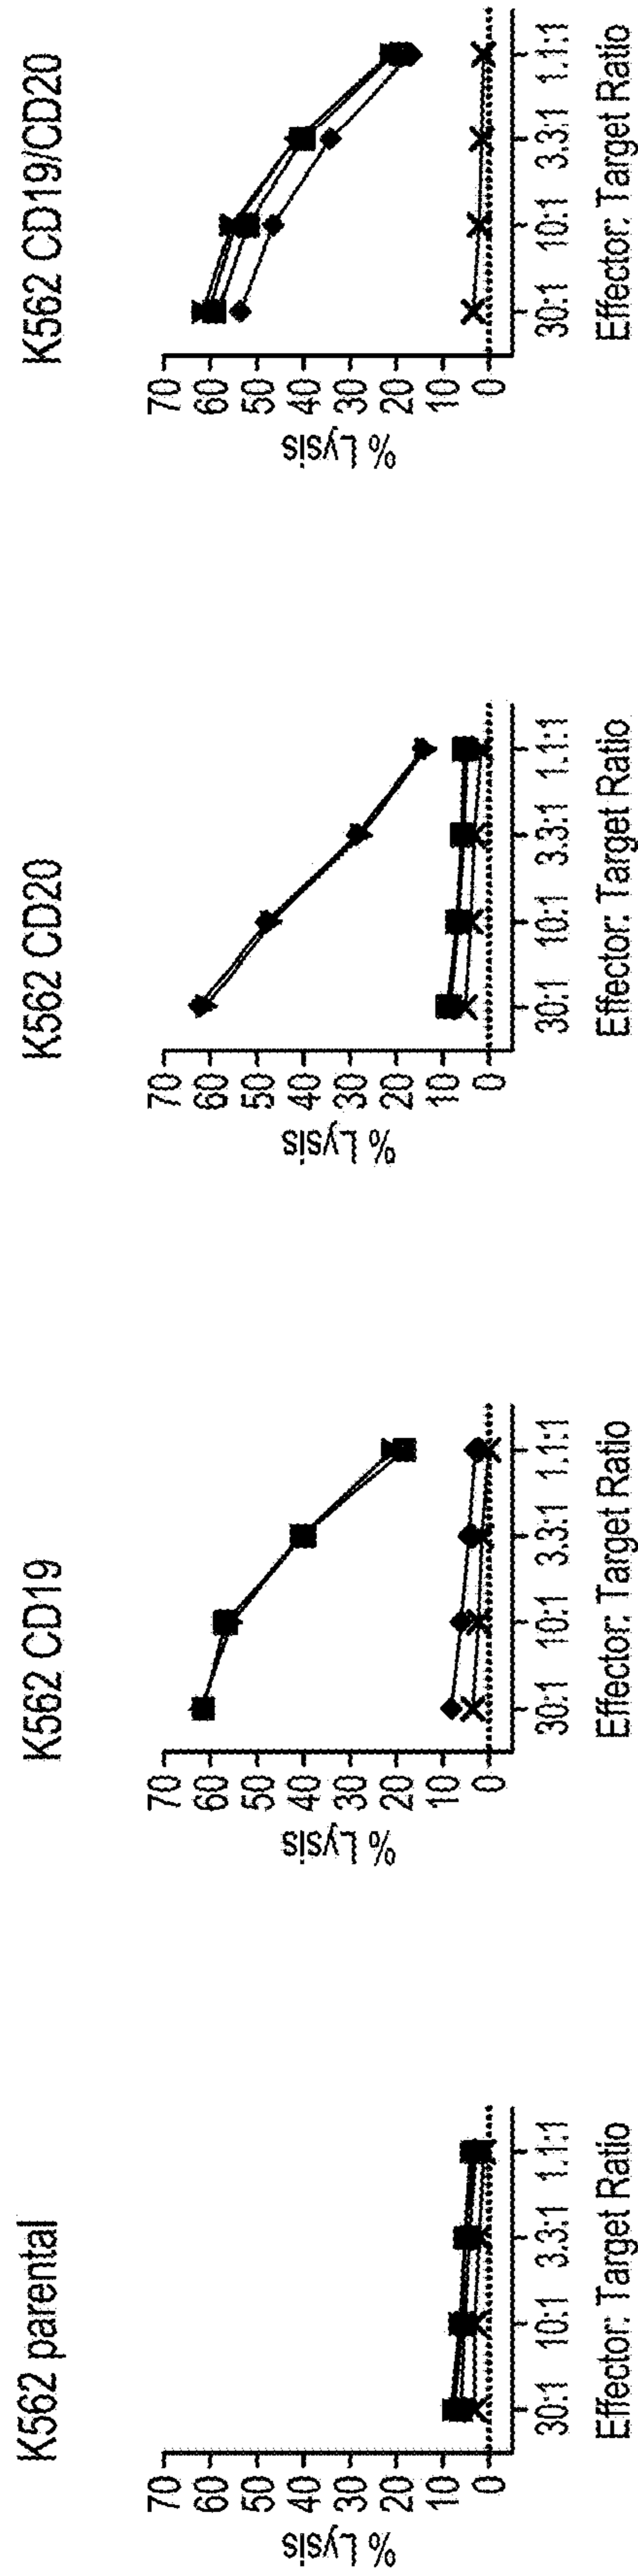 K562 parental
70
60
50
40
30
20
10
0
% Lysis
30:1 10:1 3.3:1 1.1:1
Effector: Target Ratio
K562 CD19
70
60
50
40
30
20
10
0
% Lysis
30:1 10:1 3.3:1 1.1:1
Effector: Target Ratio
K562 CD20
70
60
50
40
30
20
10
0
% Lysis
30:1 10:1 3.3:1 1.1:1
Effector: Target Ratio
K562 CD19/CD20
70
60
50
40
30
20
10
0
% Lysis
30:1 10:1 3.3:1 1.1:1
Effector: Target Ratio